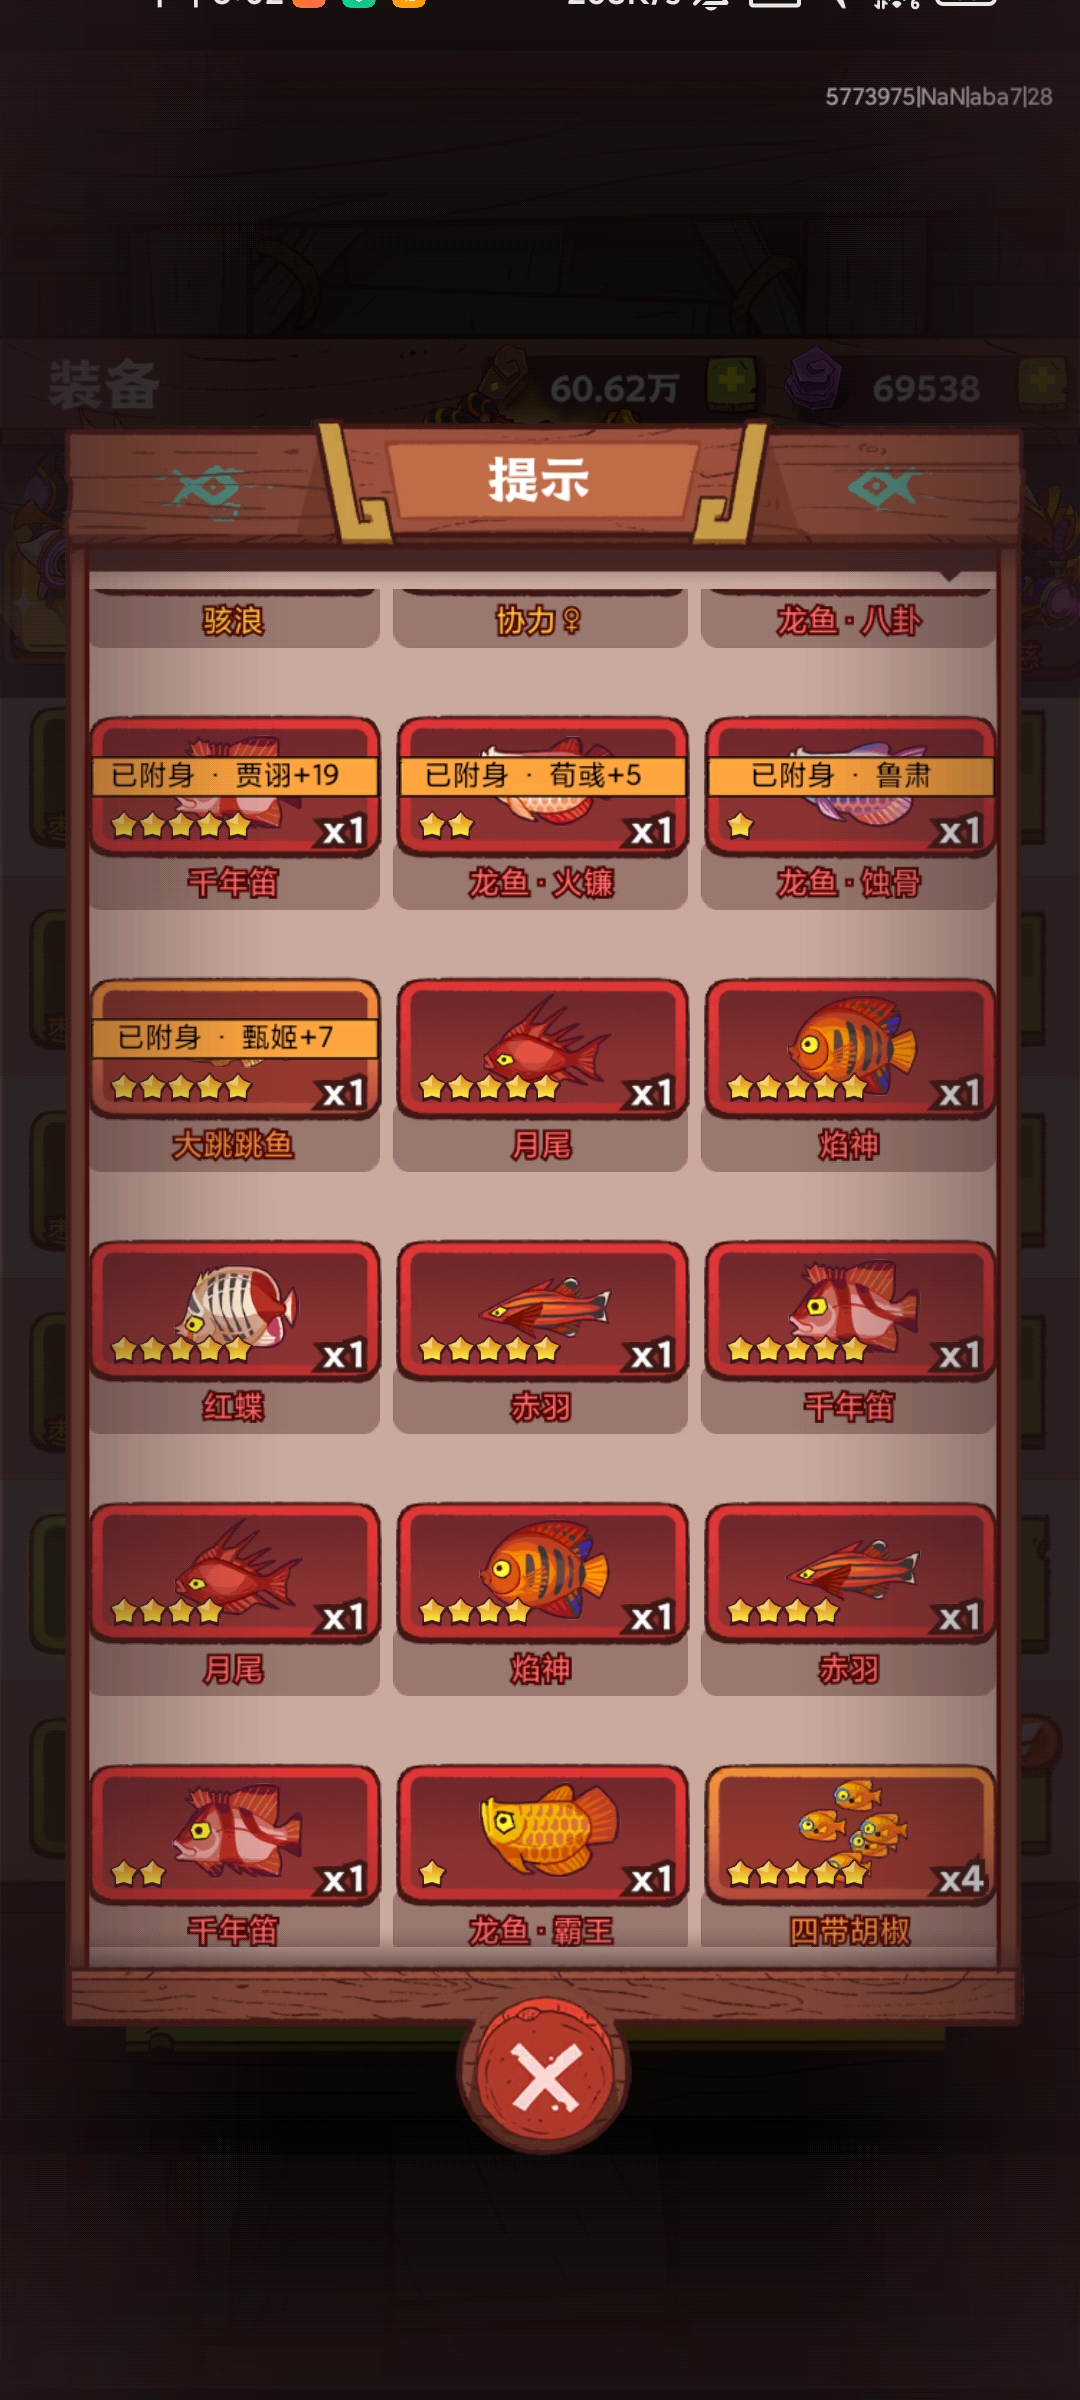 5773975|NaN|aba7|28
装备
60.62万
69538
提示
骇浪
协力♀
龙鱼·八卦
已附身 · 贾诩+19
已附身 · 荀彧+5
已附身 · 鲁肃
x1
x1
x1
千年笛
龙鱼·火镰
龙鱼·蚀骨
已附身 · 甄姬+7
x1
x1
x1
大跳跳鱼
月尾
焰神
x1
x1
x1
红蝶
赤羽
千年笛
x1
x1
x1
月尾
焰神
赤羽
x1
x1
x4
千年笛
龙鱼·霸王
四带胡椒